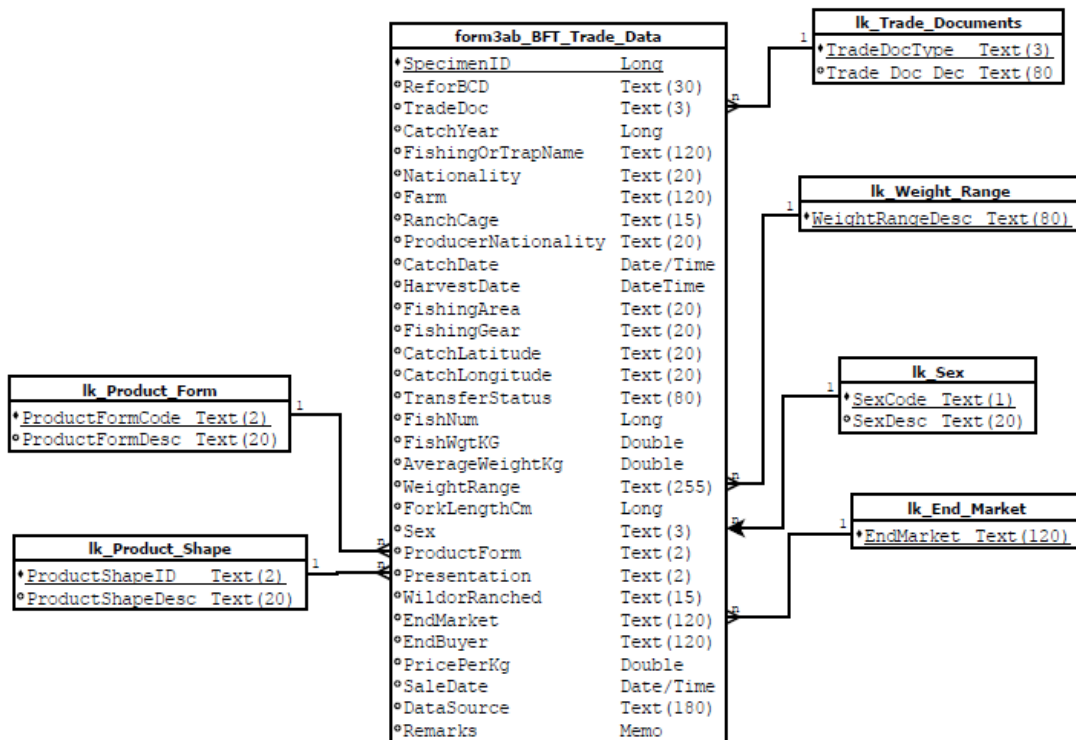 form3ab_BFT_Trade_Data
SpecimenID Long
ReforBCD Text(30)
TradeDoc Text(3)
CatchYear Long
FishingOrTrapName Text(120)
Nationality Text(20)
Farm Text(120)
RanchCage Text(15)
ProducerNationality Text(20)
CatchDate Date/Time
HarvestDate DateTime
FishingArea Text(20)
FishingGear Text(20)
CatchLatitude Text(20)
CatchLongitude Text(20)
TransferStatus Text(80)
FishNum Long
FishWgtKG Double
AverageWeightKg Double
WeightRange Text(255)
ForkLengthCm Long
Sex Text(3)
ProductForm Text(2)
Presentation Text(2)
WildorRanched Text(15)
EndMarket Text(120)
EndBuyer Text(120)
PricePerKg Double
SaleDate Date/Time
DataSource Text(180)
Remarks Memo
lk_Trade_Documents
TradeDocType Text(3)
Trade Doc Dec Text(80
1
n
lk_Weight_Range
WeightRangeDesc Text(80)
1
n
lk_Sex
SexCode Text(1)
SexDesc Text(20)
1
n
lk_End_Market
EndMarket Text(120)
1
n
lk_Product_Form
ProductFormCode Text(2)
ProductFormDesc Text(20)
1
n
lk_Product_Shape
ProductShapeID Text(2)
ProductShapeDesc Text(20)
1
n